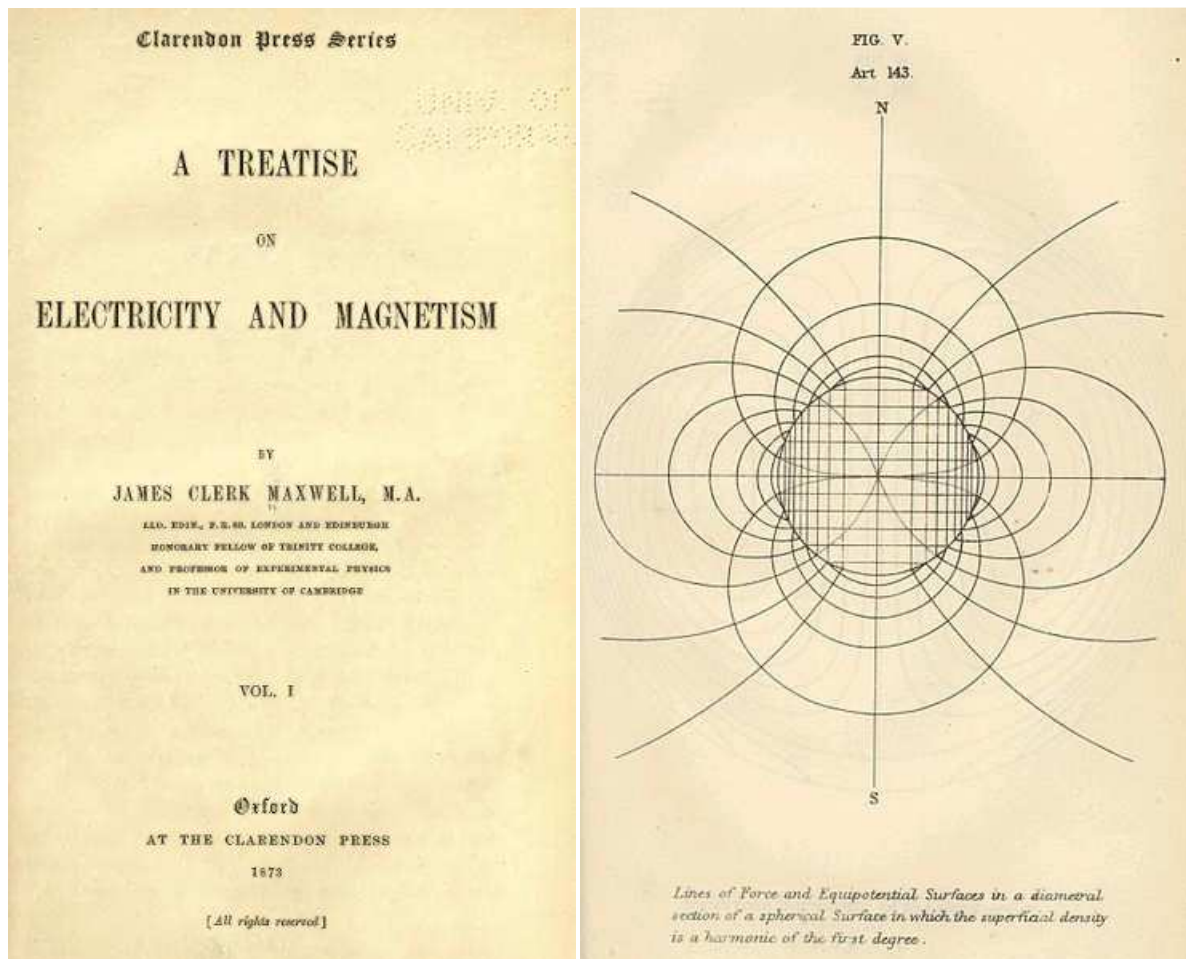 Clarendon Press Series
UNIV. OF
CALIFORN
A TREATISE
ON
ELECTRICITY AND MAGNETISM
BY
JAMES CLERK MAXWELL, M.A.
LLD. EDIN., F.R.SS. LONDON AND EDINBURGH
HONORARY FELLOW OF TRINITY COLLEGE,
AND PROFESSOR OF EXPERIMENTAL PHYSICS
IN THE UNIVERSITY OF CAMBRIDGE
VOL. I
Oxford
AT THE CLARENDON PRESS
1873
[All rights reserved]
FIG. V.
Art 143.
N
S
Lines of Force and Equipotential Surfaces in a diametral
section of a spherical Surface in which the superficial density
is a harmonic of the first degree.